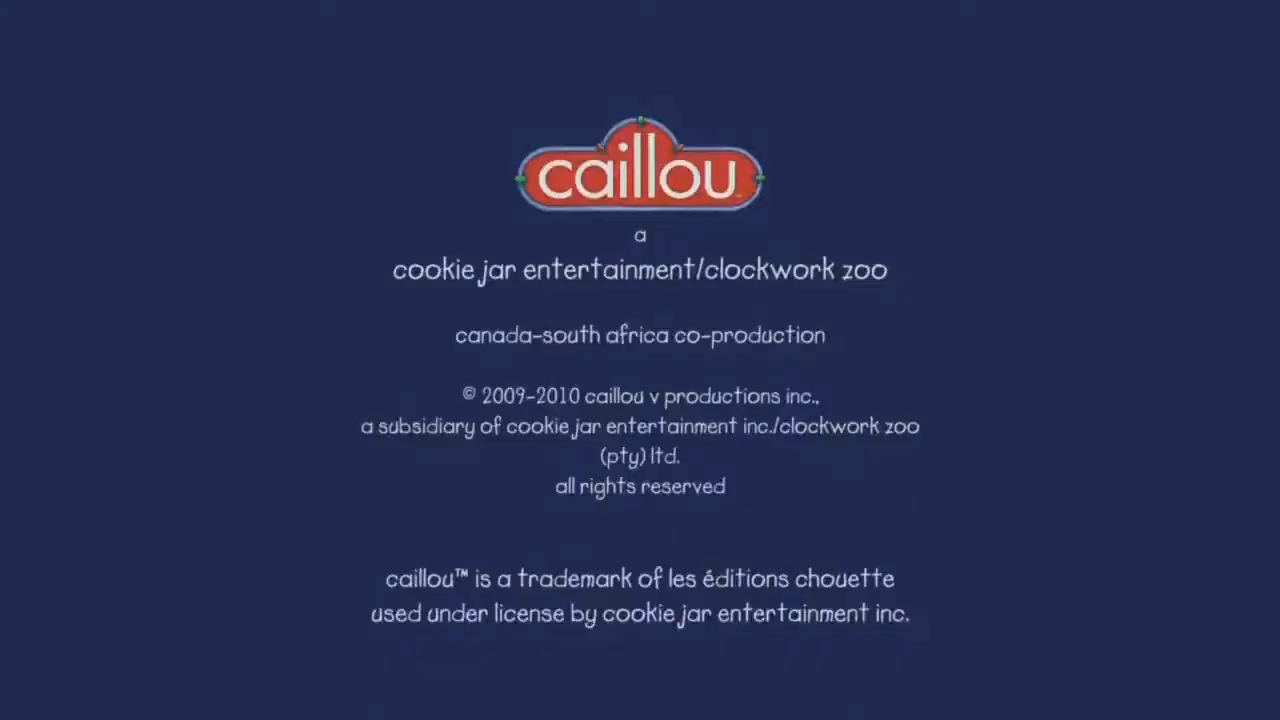 caillou
a
cookie jar entertainment/clockwork zoo
canada-south africa co-production
© 2009-2010 caillou v productions inc.,
a subsidiary of cookie jar entertainment inc./clockwork zoo
(pty) ltd.
all rights reserved
caillou™ is a trademark of les éditions chouette
used under license by cookie jar entertainment inc.